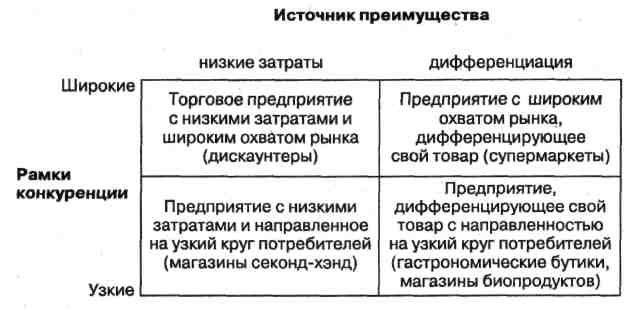 Источник преимущества
низкие затраты
дифференциация
Широкие
Торговое предприятие
с низкими затратами и
широким охватом рынка
(дискаунтеры)
Предприятие с широким
охватом рынка,
дифференцирующее
свой товар (супермаркеты)
Рамки
конкуренции
Предприятие с низкими
затратами и направленное
на узкий круг потребителей
(магазины секонд-хэнд)
Предприятие,
дифференцирующее свой
товар с направленностью
на узкий круг потребителей
(гастрономические бутики,
магазины биопродуктов)
Узкие